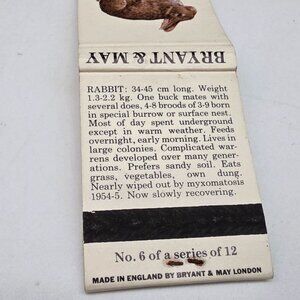 BRYANT & MAY
RABBIT: 34-45 cm long. Weight
1.3-2.2 kg. One buck mates with
several does, 4-8 broods of 3-9 born
in special burrow or surface nest.
Most of day spent underground
except in warm weather. Feeds
overnight, early morning. Lives in
large colonies. Complicated war-
rens developed over many gener-
ations. Prefers sandy soil. Eats
grass, vegetables, own dung.
Nearly wiped out by myxomatosis
1954-5. Now slowly recovering.
No. 6 of a series of 12
MADE IN ENGLAND BY BRYANT & MAY LONDON